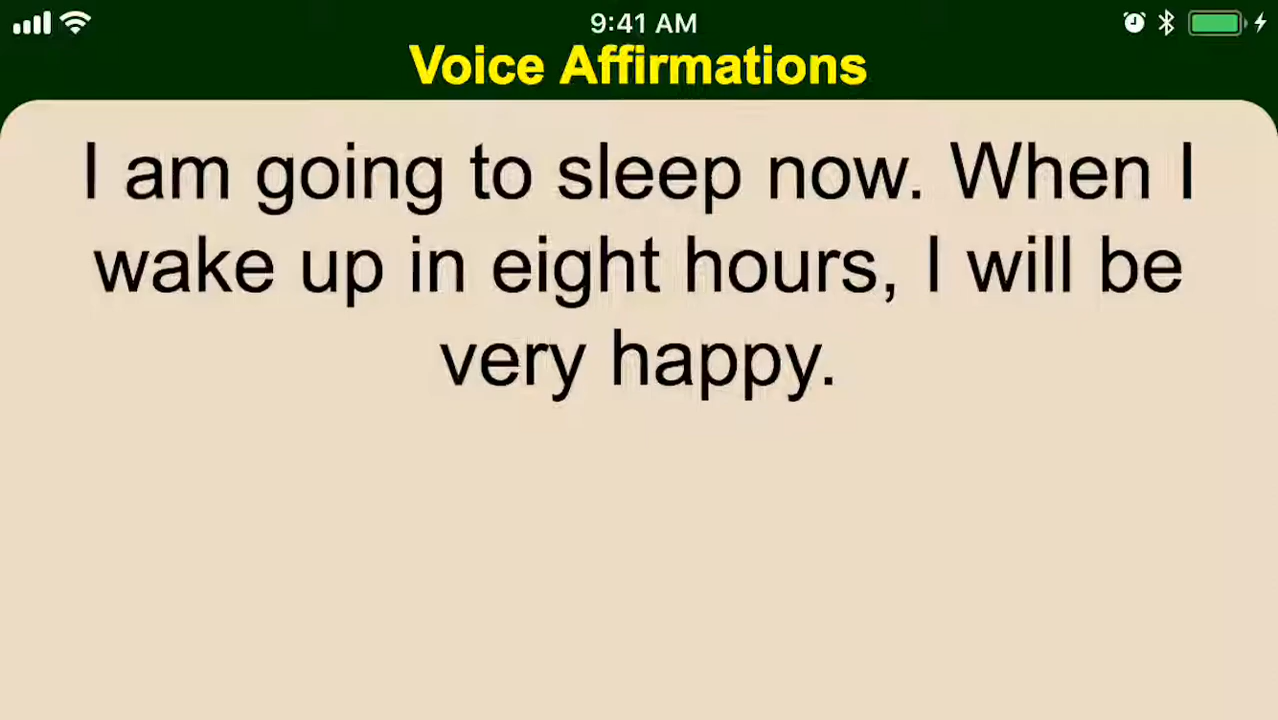 9:41 AM
Voice Affirmations
I am going to sleep now. When I
wake up in eight hours, I will be
very happy.